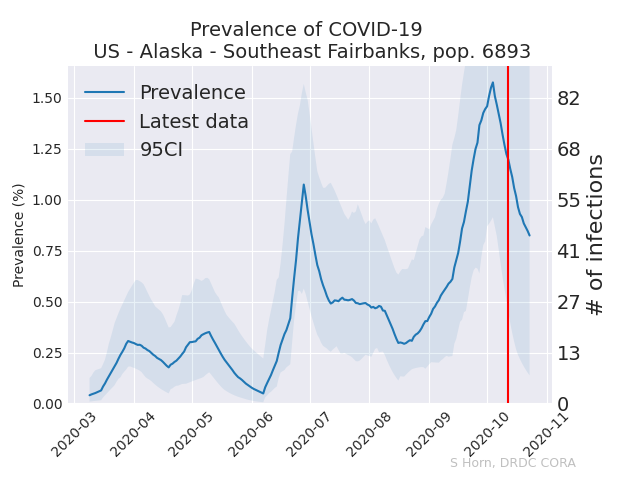 Prevalence of COVID-19
US - Alaska - Southeast Fairbanks, pop. 6893
Prevalence
Latest data
95CI
Prevalence (%)
1.50
1.25
1.00
0.75
0.50
0.25
0.00
82
68
55
41
27
13
0
# of infections
2020-03
2020-04
2020-05
2020-06
2020-07
2020-08
2020-09
2020-10
2020-11
S Horn, DRDC CORA